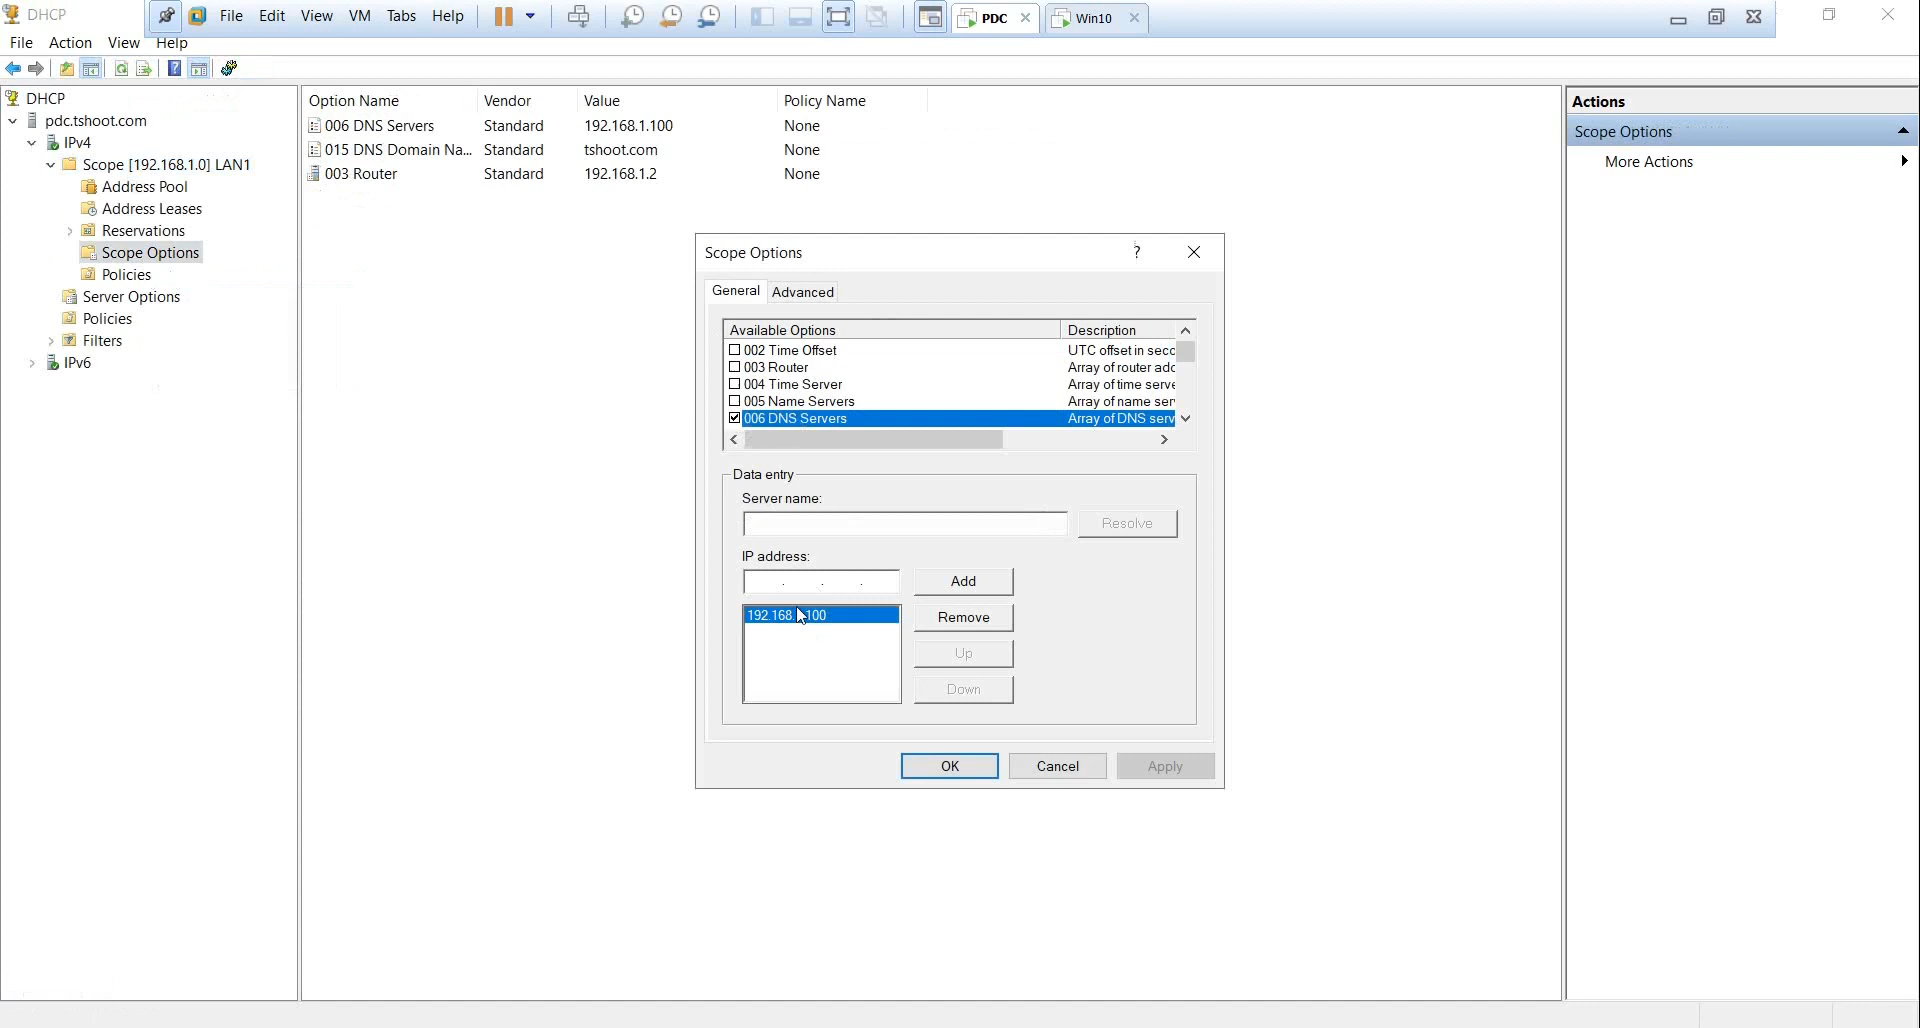 DHCP
File Edit View VM Tabs Help PDC Win10
File Action View Help
DHCP
pdc.tshoot.com
IPv4
Scope [192.168.1.0] LAN1
Address Pool
Address Leases
Reservations
Scope Options
Policies
Server Options
Policies
Filters
IPv6
Option Name Vendor Value Policy Name
006 DNS Servers Standard 192.168.1.100 None
015 DNS Domain Na... Standard tshoot.com None
003 Router Standard 192.168.1.2 None
Scope Options ?
General Advanced
Available Options Description
002 Time Offset UTC offset in secc
003 Router Array of router adc
004 Time Server Array of time serve
005 Name Servers Array of name ser
006 DNS Servers Array of DNS serv
Data entry
Server name:
Resolve
IP address:
. . . Add
192.168. 100 Remove
Up
Down
OK Cancel Apply
Actions
Scope Options
More Actions